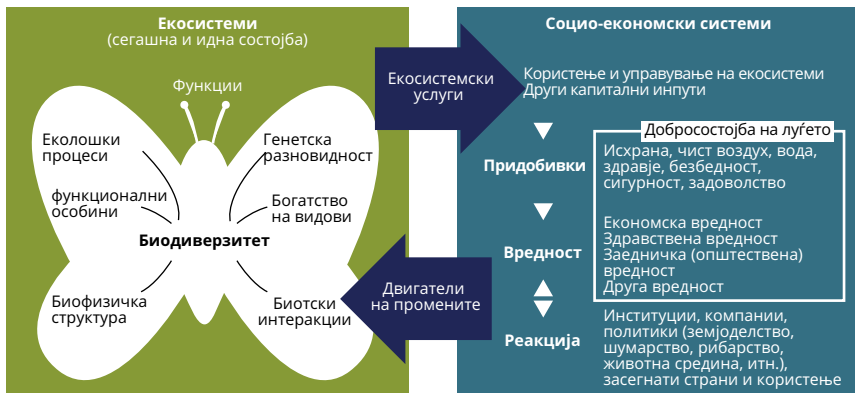 Екосистеми
(сегашна и идна состојба)
Функции
Еколошки
процеси
Генетска
разновидност
функционални
особини
Богатство
на видови
Биодиверзитет
Биофизичка
структура
Биотски
интеракции
Екосистемски
услуги
Двигатели
на промените
Социо-економски системи
Користење и управување на екосистеми
Други капитални инпути
Добросостојба на луѓето
Придобивки
Исхрана, чист воздух, вода,
здравје, безбедност,
сигурност, задоволство
Вредност
Економска вредност
Здравствена вредност
Заедничка (општествена)
вредност
Друга вредност
Реакција
Институции, компании,
политики (земјоделство,
шумарство, рибарство,
животна средина, итн.),
засегнати страни и користење